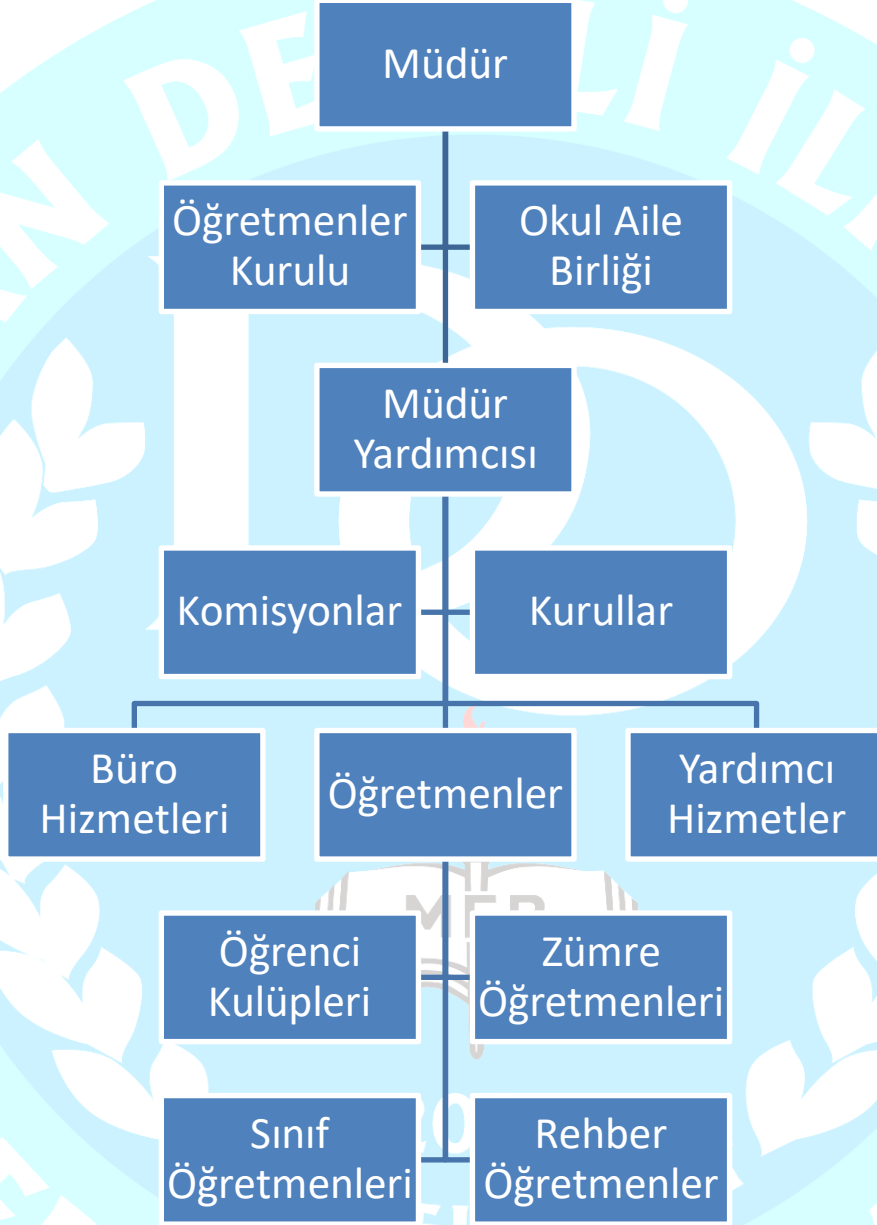 Müdür
Öğretmenler
Kurulu
Okul Aile
Birliği
Müdür
Yardımcısı
Komisyonlar
Kurullar
Büro
Hizmetleri
Öğretmenler
Yardımcı
Hizmetler
MEB
Öğrenci
Kulüpleri
Zümre
Öğretmenleri
Sınıf
Öğretmenleri
Rehber
Öğretmenler